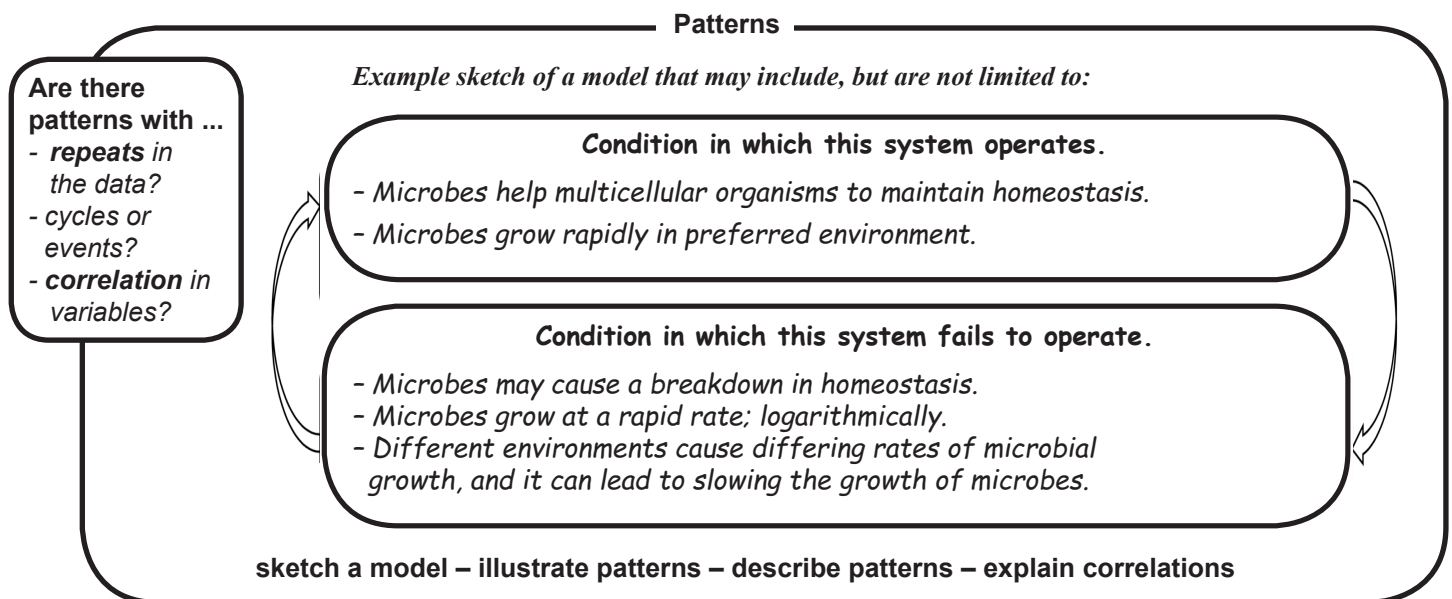 Patterns
Are there
patterns with ...
- repeats in
the data?
- cycles or
events?
- correlation in
variables?
Example sketch of a model that may include, but are not limited to:
Condition in which this system operates.
– Microbes help multicellular organisms to maintain homeostasis.
– Microbes grow rapidly in preferred environment.
Condition in which this system fails to operate.
– Microbes may cause a breakdown in homeostasis.
– Microbes grow at a rapid rate; logarithmically.
– Different environments cause differing rates of microbial
growth, and it can lead to slowing the growth of microbes.
sketch a model – illustrate patterns – describe patterns – explain correlations